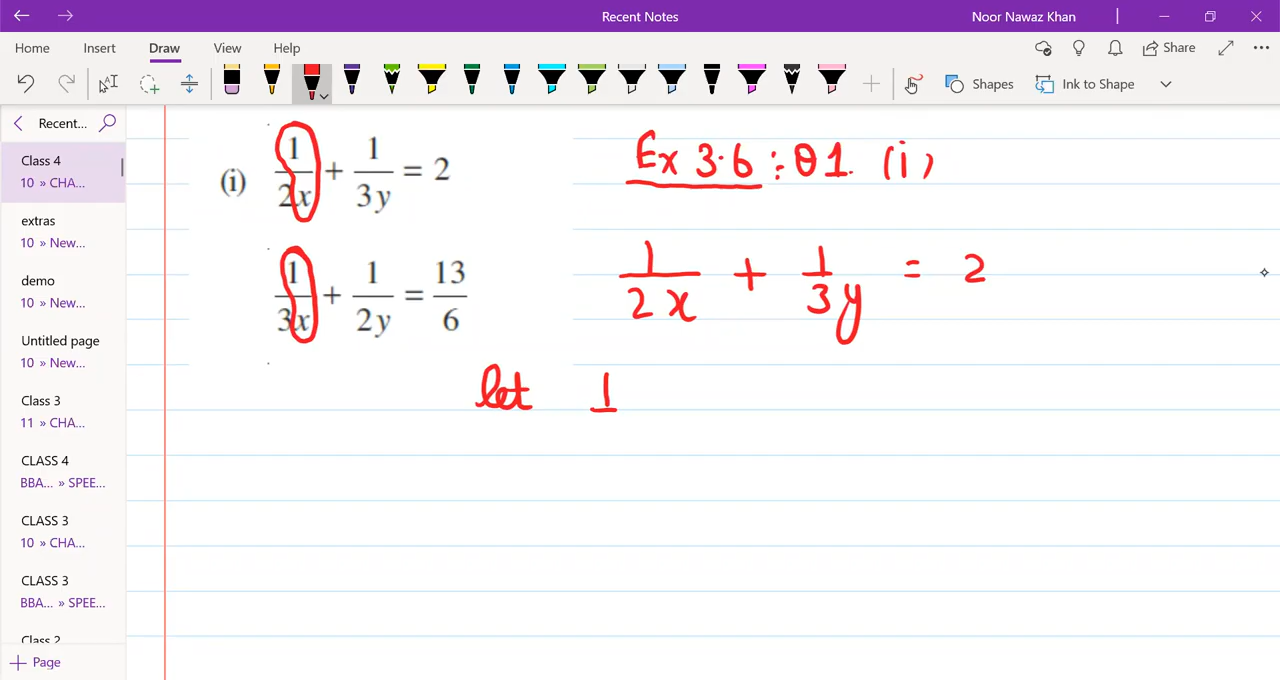 Recent Notes
Noor Nawaz Khan
Home Insert Draw View Help
Share
Shapes
Ink to Shape
Recent...
Class 4
10 » CHA...
extras
10 » New...
demo
10 » New...
Untitled page
10 » New...
Class 3
11 » CHA...
CLASS 4
BBA... » SPEE...
CLASS 3
10 » CHA...
CLASS 3
BBA... » SPEE...
Class 2
+ Page
(i) 1/2x + 1/3y = 2
1/3x + 1/2y = 13/6
Ex 3.6 : Q1. (i)
1/2x + 1/3y = 2
let 1